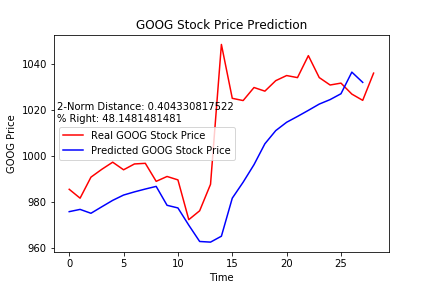 GOOG Stock Price Prediction
GOOG Price
1040
1020
1000
980
960
2-Norm Distance: 0.404330817522
% Right: 48.1481481481
Real GOOG Stock Price
Predicted GOOG Stock Price
0 5 10 15 20 25
Time